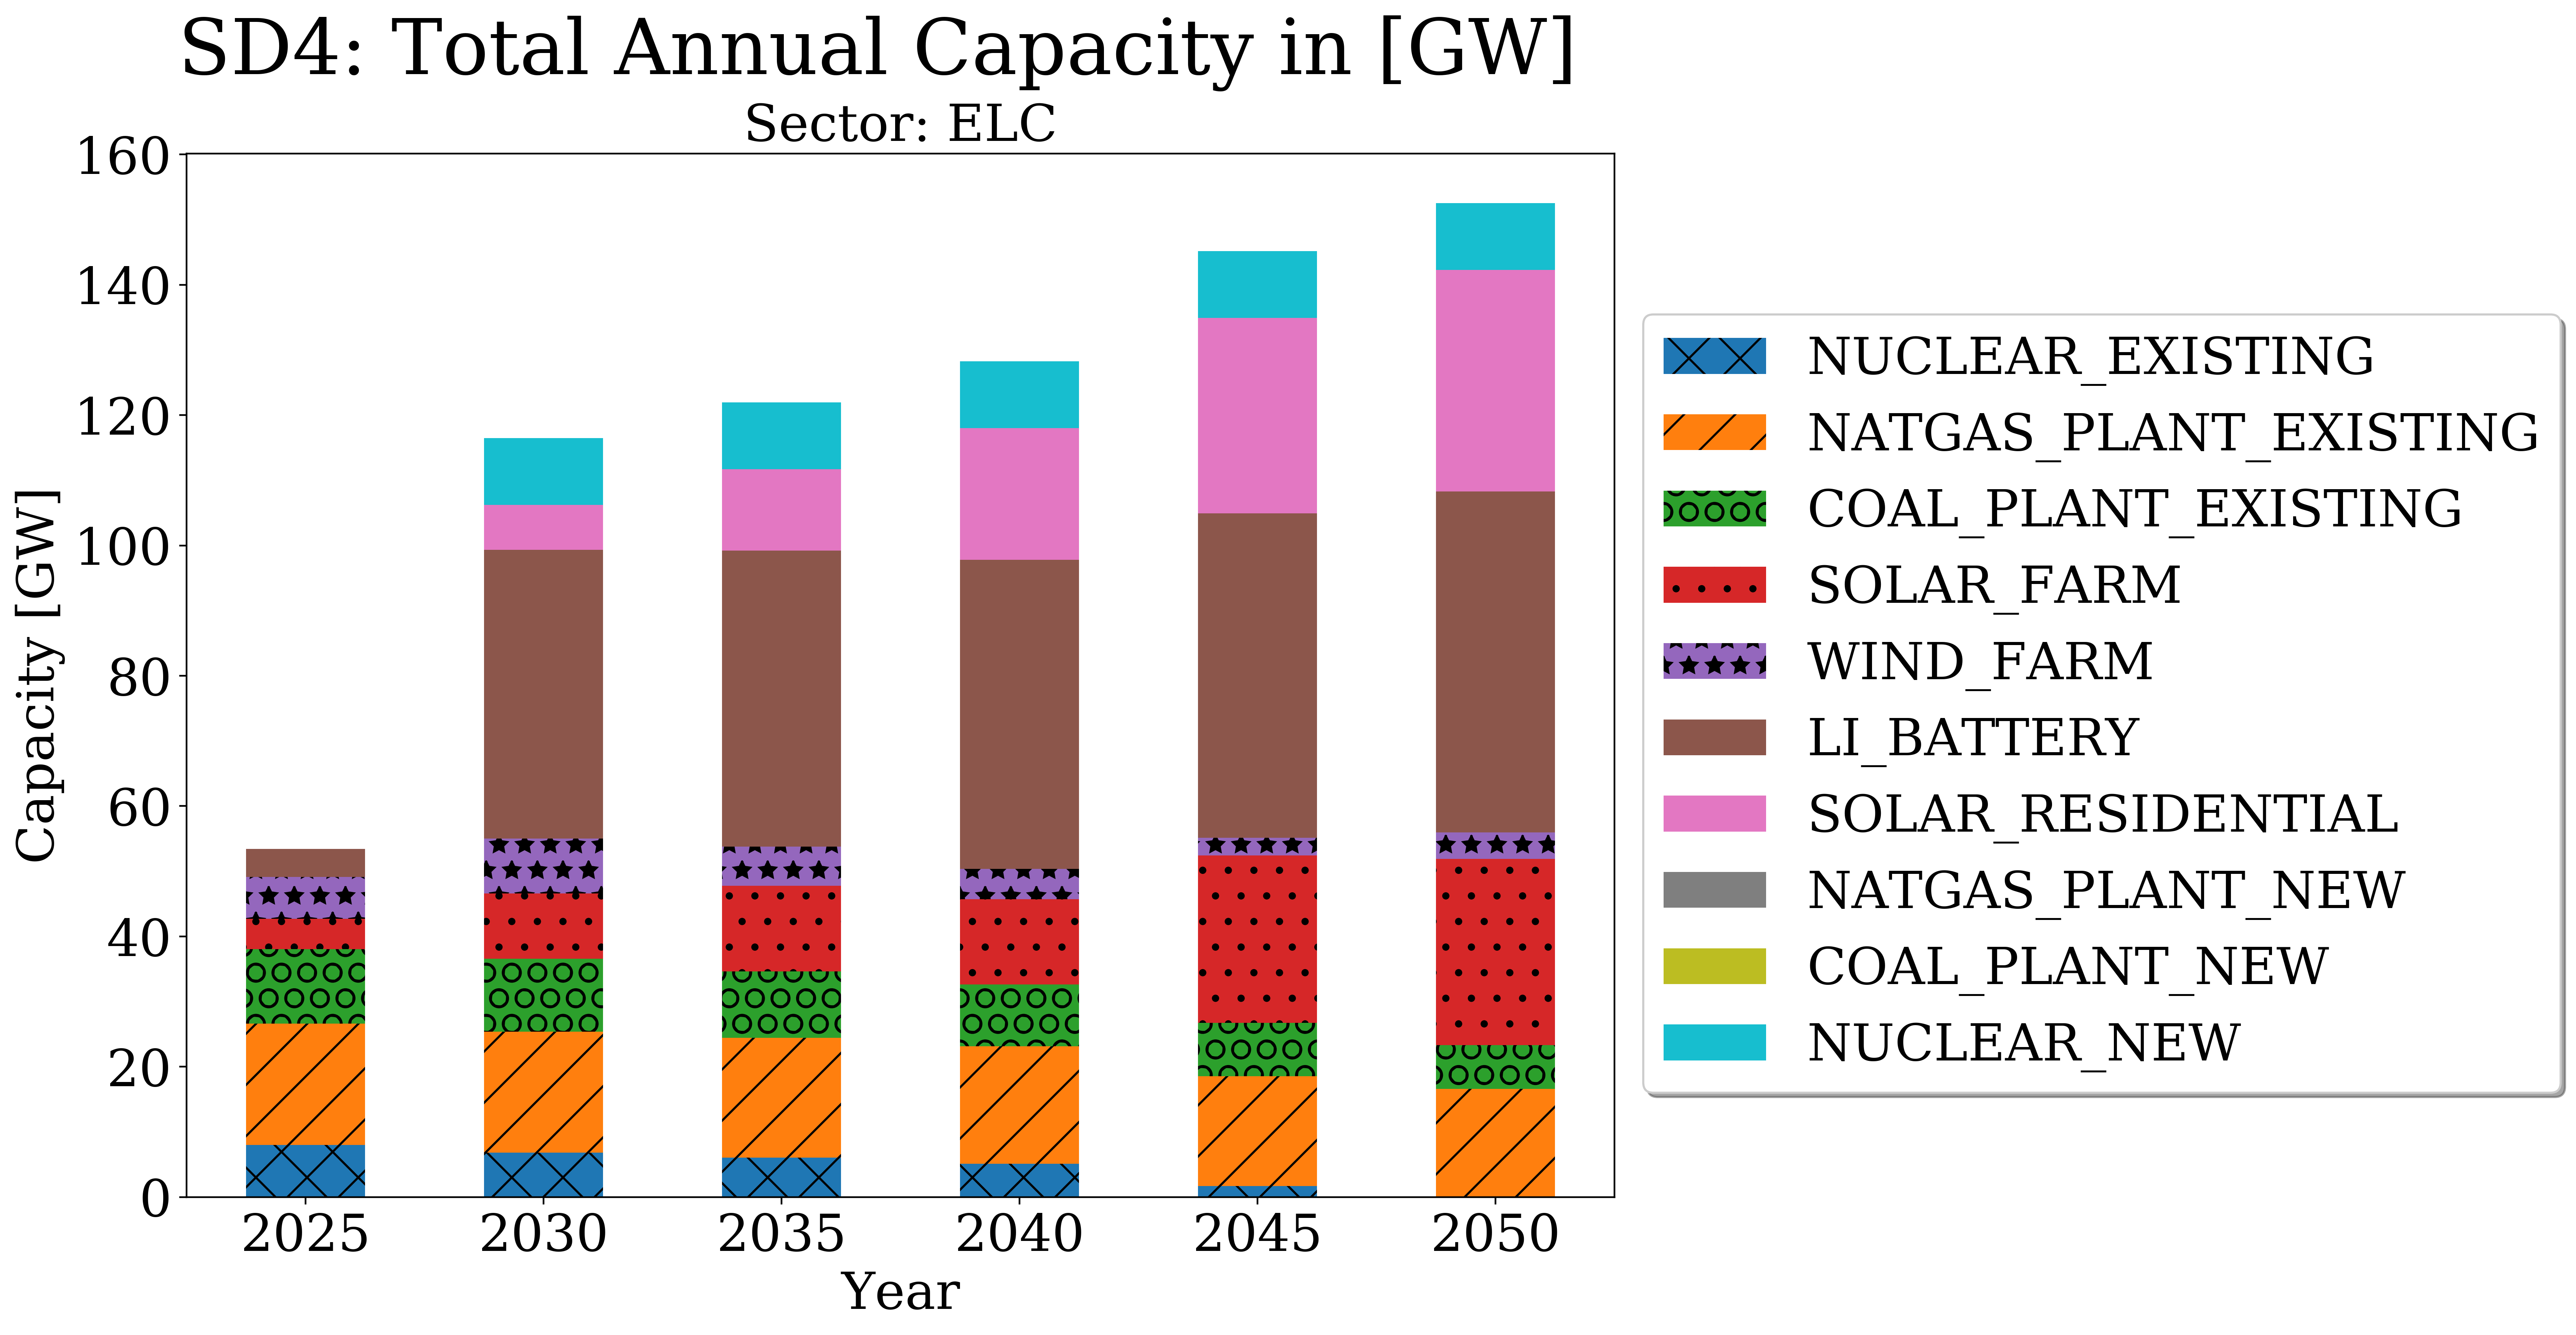 SD4: Total Annual Capacity in [GW]
Sector: ELC
160
140
120
100
80
60
40
20
0
Capacity [GW]
2025 2030 2035 2040 2045 2050
Year
NUCLEAR_EXISTING
NATGAS_PLANT_EXISTING
COAL_PLANT_EXISTING
SOLAR_FARM
WIND_FARM
LI_BATTERY
SOLAR_RESIDENTIAL
NATGAS_PLANT_NEW
COAL_PLANT_NEW
NUCLEAR_NEW